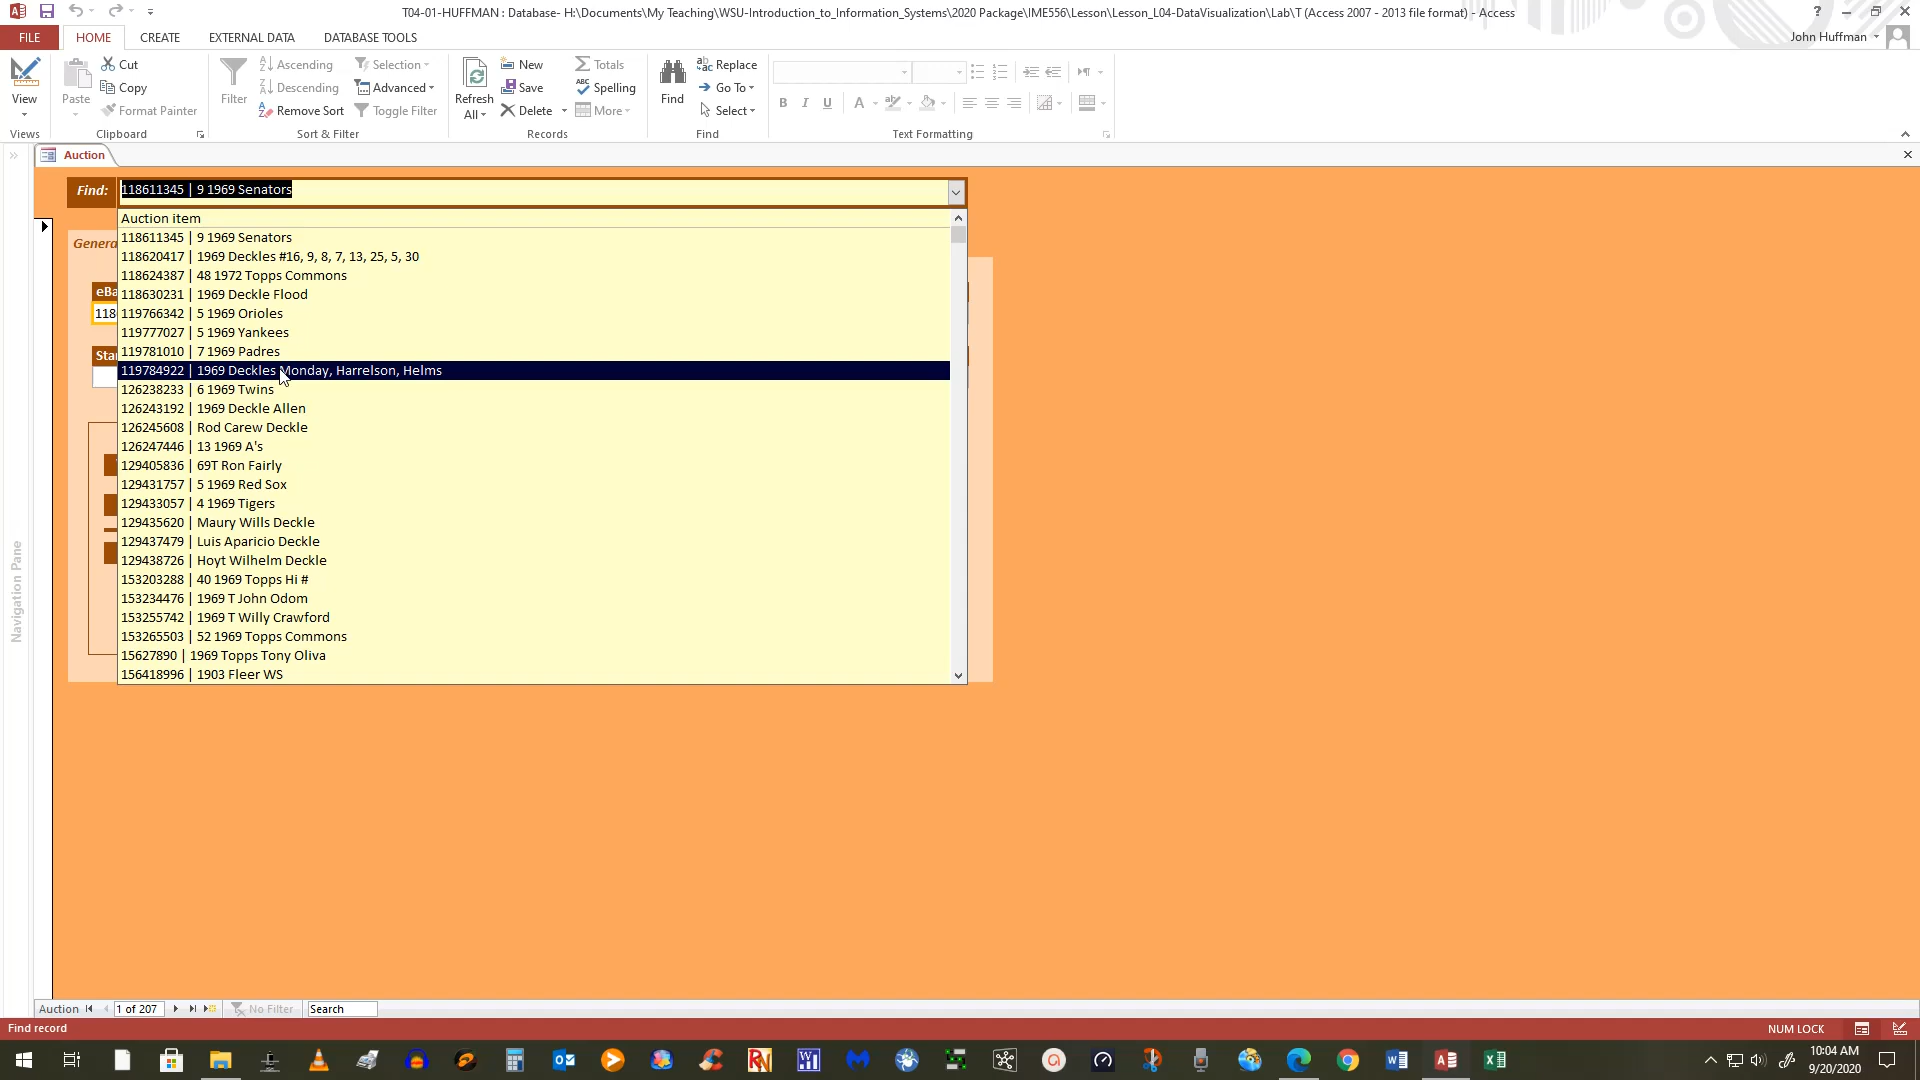 T04-01-HUFFMAN : Database- H:\Documents\My Teaching\WSU-Introduction_to_Information_Systems\2020 Package\IME556\Lesson\Lesson_L04-DataVisualization\Lab\T (Access 2007 - 2013 file format) - Access
?
FILE HOME CREATE EXTERNAL DATA DATABASE TOOLS John Huffman
View
Views
Paste
Cut
Copy
Format Painter
Clipboard
Filter
Ascending
Descending
Remove Sort
Selection
Advanced
Toggle Filter
Sort & Filter
Refresh
All
New
Save
Delete
Totals
Spelling
More
Records
Find
Replace
Go To
Select
Find
B I U A
Text Formatting
Auction
Navigation Pane
Find: 118611345 | 9 1969 Senators
Auction item
118611345 | 9 1969 Senators
118620417 | 1969 Deckles #16, 9, 8, 7, 13, 25, 5, 30
118624387 | 48 1972 Topps Commons
118630231 | 1969 Deckle Flood
119766342 | 5 1969 Orioles
119777027 | 5 1969 Yankees
119781010 | 7 1969 Padres
119784922 | 1969 Deckles Monday, Harrelson, Helms
126238233 | 6 1969 Twins
126243192 | 1969 Deckle Allen
126245608 | Rod Carew Deckle
126247446 | 13 1969 A's
129405836 | 69T Ron Fairly
129431757 | 5 1969 Red Sox
129433057 | 4 1969 Tigers
129435620 | Maury Wills Deckle
129437479 | Luis Aparicio Deckle
129438726 | Hoyt Wilhelm Deckle
153203288 | 40 1969 Topps Hi #
153234476 | 1969 T John Odom
153255742 | 1969 T Willy Crawford
153265503 | 52 1969 Topps Commons
15627890 | 1969 Topps Tony Oliva
156418996 | 1903 Fleer WS
Genera
eBa
118
Star
Auction 1 of 207 No Filter Search
Find record NUM LOCK
10:04 AM
9/20/2020